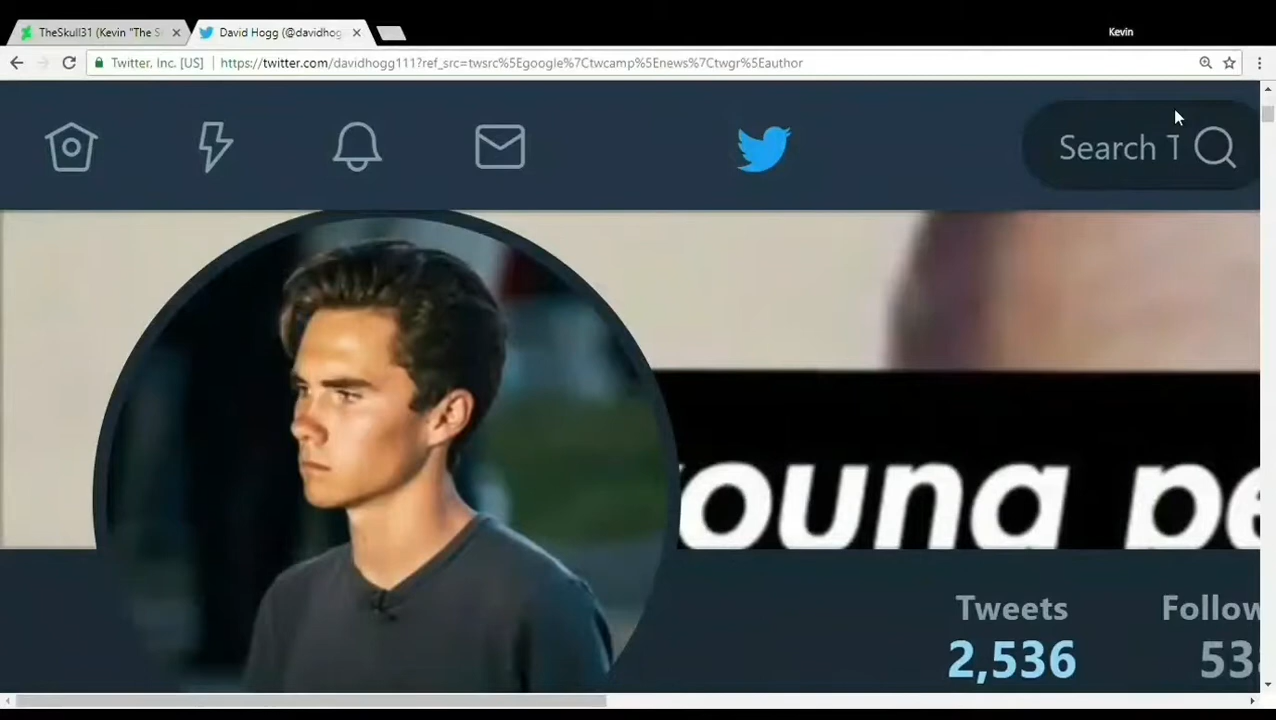 TheSkull31 (Kevin "The S
David Hogg (@davidhog
Kevin
Twitter, Inc. [US]
https://twitter.com/davidhogg111?ref_src=twsrc%5Egoogle%7Ctwcamp%5Enews%7Ctwgr%5Eauthor
Search T
young pe
Tweets
Follow
2,536
53